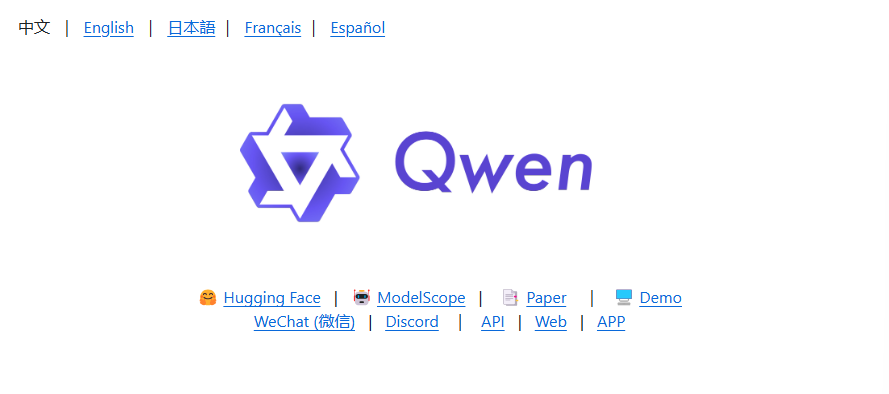 中文 | English | 日本語 | Français | Español
Qwen
🤗 Hugging Face | 🤖 ModelScope | 📑 Paper | 🖥️ Demo
WeChat (微信) | Discord | API | Web | APP